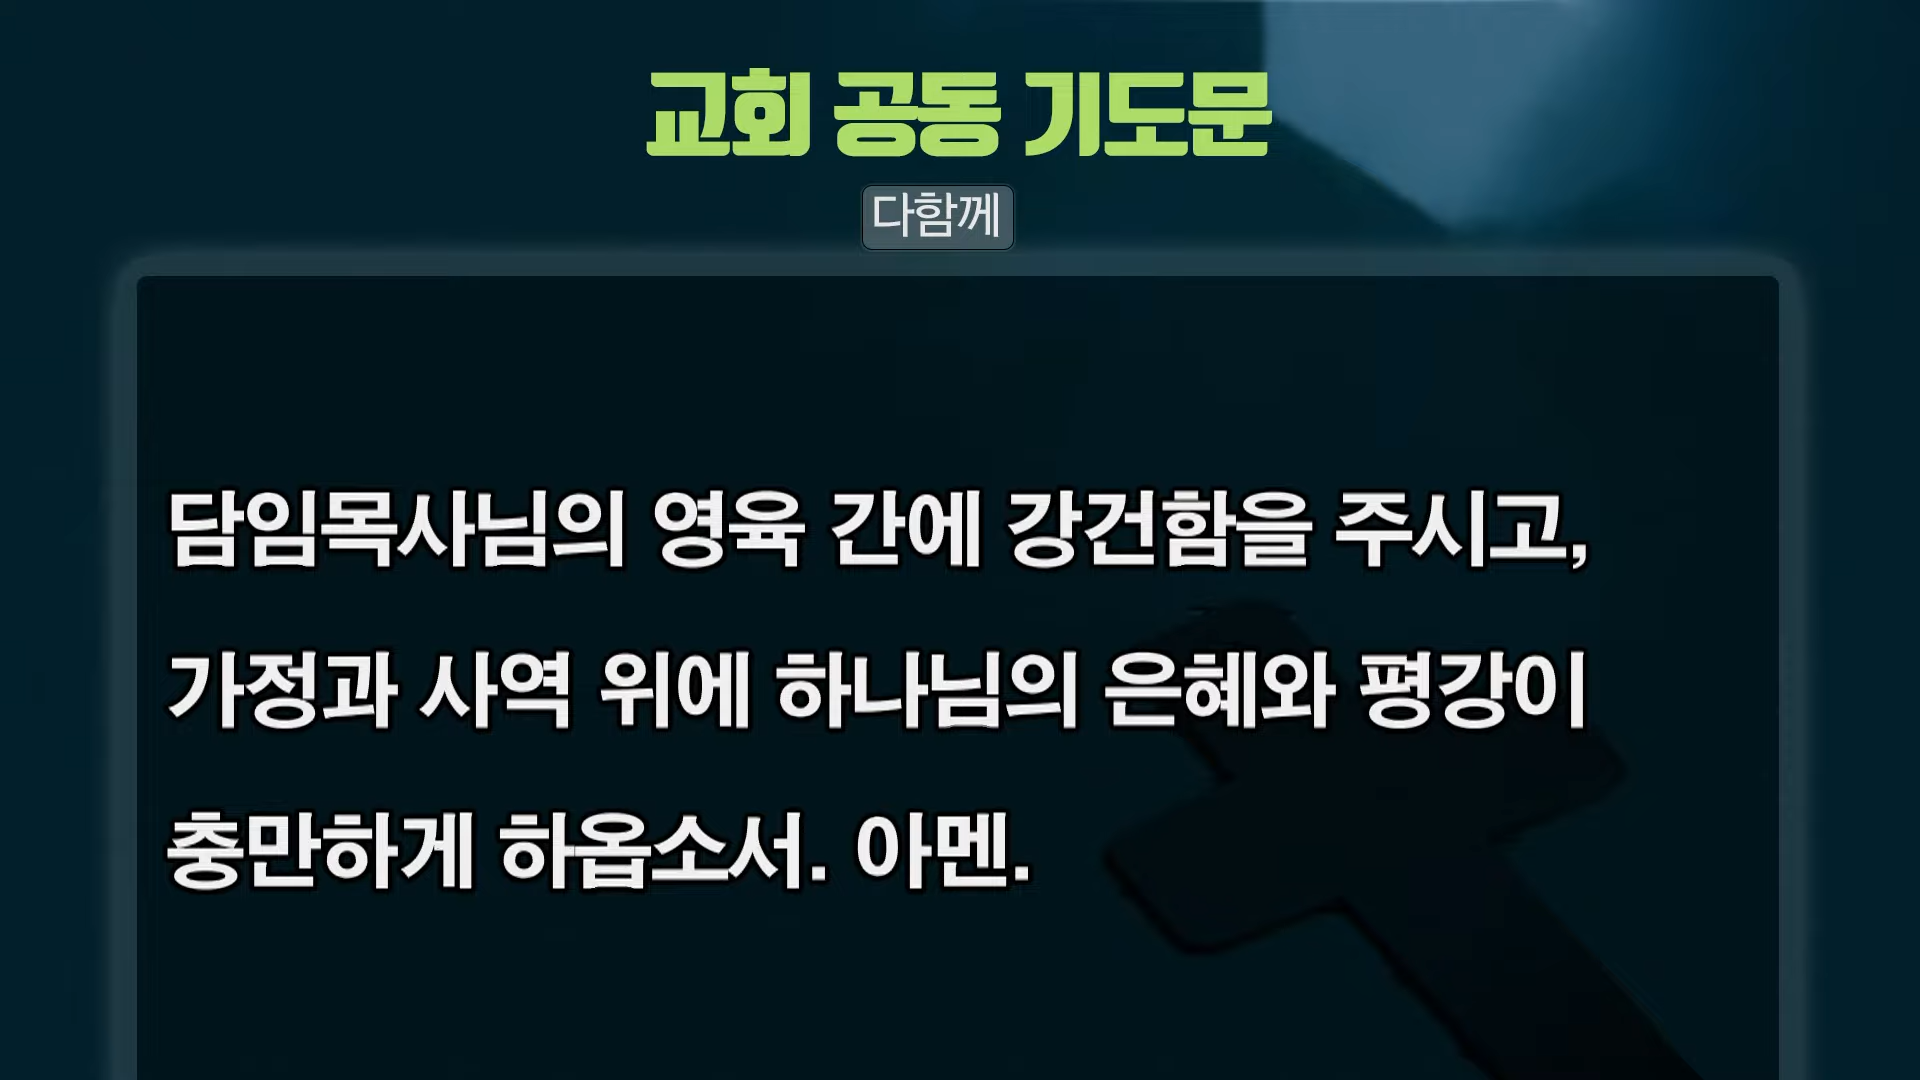 교회 공동 기도문
다함께
담임목사님의 영육 간에 강건함을 주시고,
가정과 사역 위에 하나님의 은혜와 평강이
충만하게 하옵소서. 아멘.